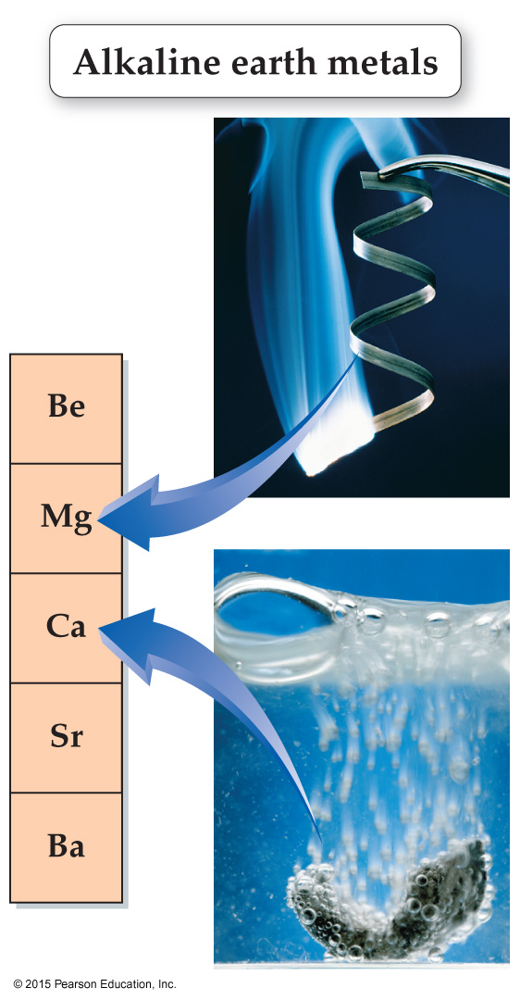 Alkaline earth metals
Be
Mg
Ca
Sr
Ba
© 2015 Pearson Education, Inc.